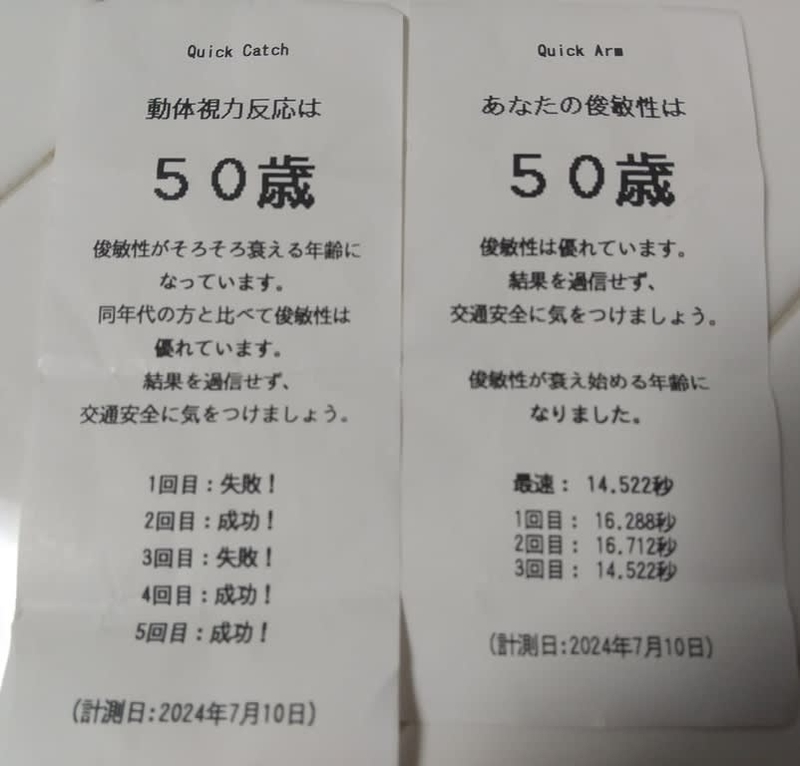 Quick Catch
動体視力反応は
50歳
俊敏性がそろそろ衰える年齢に
なっています。
同年代の方と比べて俊敏性は
優れています。
結果を過信せず、
交通安全に気をつけましょう。
1回目:失敗!
2回目:成功!
3回目:失敗!
4回目:成功!
5回目:成功!
(計測日:2024年7月10日)
Quick Arm
あなたの俊敏性は
50歳
俊敏性は優れています。
結果を過信せず、
交通安全に気をつけましょう。
俊敏性が衰え始める年齢に
なりました。
最速: 14.522秒
1回目: 16.288秒
2回目: 16.712秒
3回目: 14.522秒
(計測日:2024年7月10日)